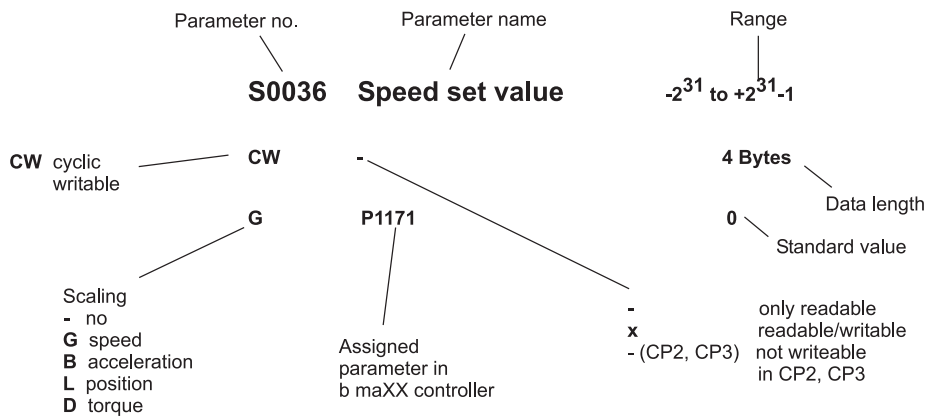 Parameter no. Parameter name Range
S0036 Speed set value -2^31 to +2^31-1
CW cyclic writable
CW - 4 Bytes
Data length
G P1171 0
Standard value
Scaling
- no
G speed
B acceleration
L position
D torque
Assigned
parameter in
b maXX controller
- only readable
x readable/writable
- (CP2, CP3) not writeable
in CP2, CP3